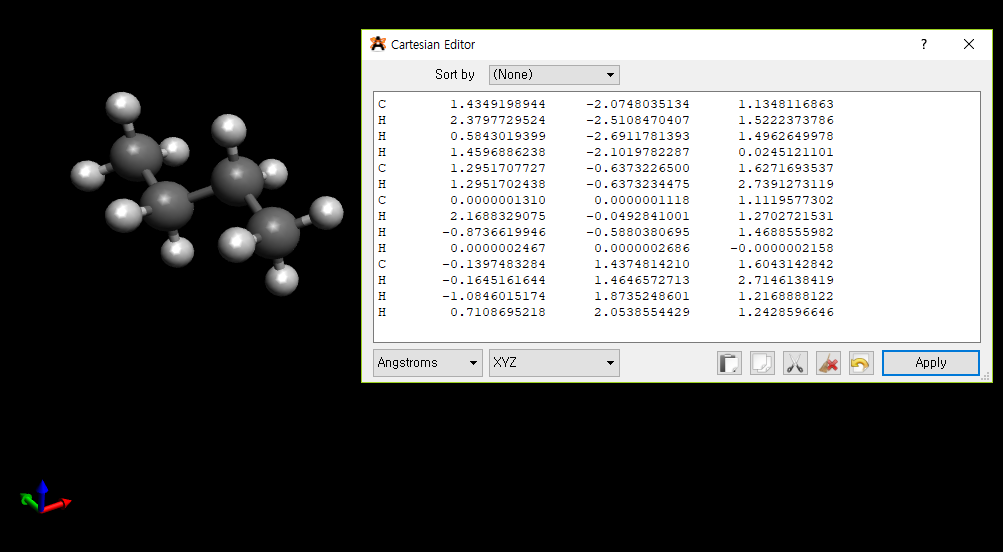 Cartesian Editor
?
Sort by (None)
C 1.4349198944 -2.0748035134 1.1348116863
H 2.3797729524 -2.5108470407 1.5222373786
H 0.5843019399 -2.6911781393 1.4962649978
H 1.4596886238 -2.1019782287 0.0245121101
C 1.2951707727 -0.6373226500 1.6271693537
H 1.2951702438 -0.6373234475 2.7391273119
C 0.0000001310 0.0000001118 1.1119577302
H 2.1688329075 -0.0492841001 1.2702721531
H -0.8736619946 -0.5880380695 1.4688555982
H 0.0000002467 0.0000002686 -0.0000002158
C -0.1397483284 1.4374814210 1.6043142842
H -0.1645161644 1.4646572713 2.7146138419
H -1.0846015174 1.8735248601 1.2168888122
H 0.7108695218 2.0538554429 1.2428596646
Angstroms XYZ Apply